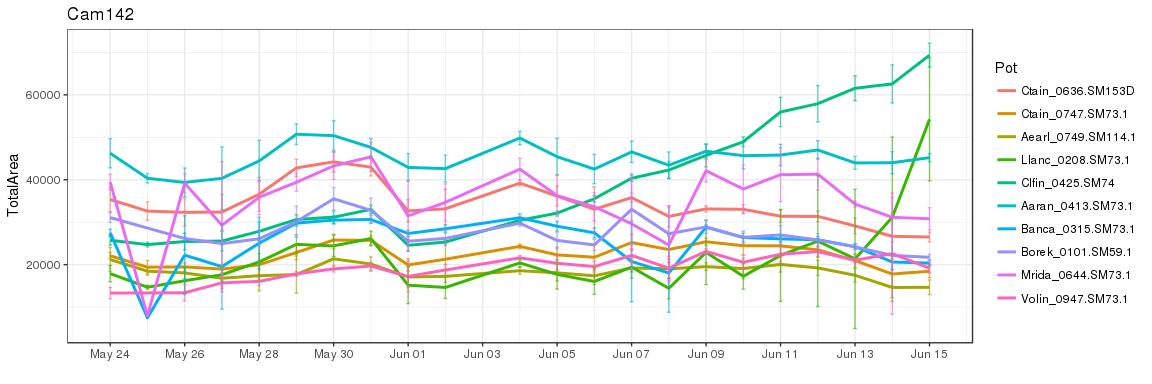 Cam142
TotalArea
60000
40000
20000
May 24
May 26
May 28
May 30
Jun 01
Jun 03
Jun 05
Jun 07
Jun 09
Jun 11
Jun 13
Jun 15
Pot
Ctain_0636.SM153D
Ctain_0747.SM73.1
Aearl_0749.SM114.1
Llanc_0208.SM73.1
Clfin_0425.SM74
Aaran_0413.SM73.1
Banca_0315.SM73.1
Borek_0101.SM59.1
Mrida_0644.SM73.1
Volin_0947.SM73.1